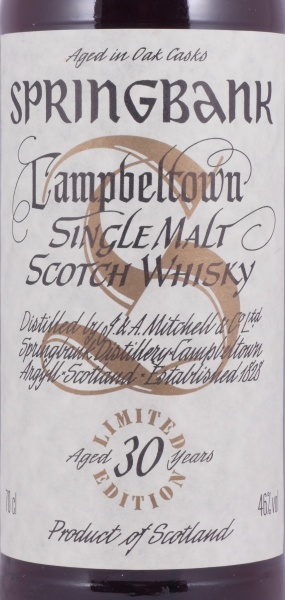 Aged in Oak Casks
SPRINGBANK
Campbeltown
SINGLE MALT
SCOTCH WHISKY
S
Distilled by J & A Mitchell & Co Ltd
Springbank Distillery · Campbeltown
Argyll · Scotland · Established 1828
LIMITED
Aged 30 Years
EDITION
70 cl
46% vol
Product of Scotland